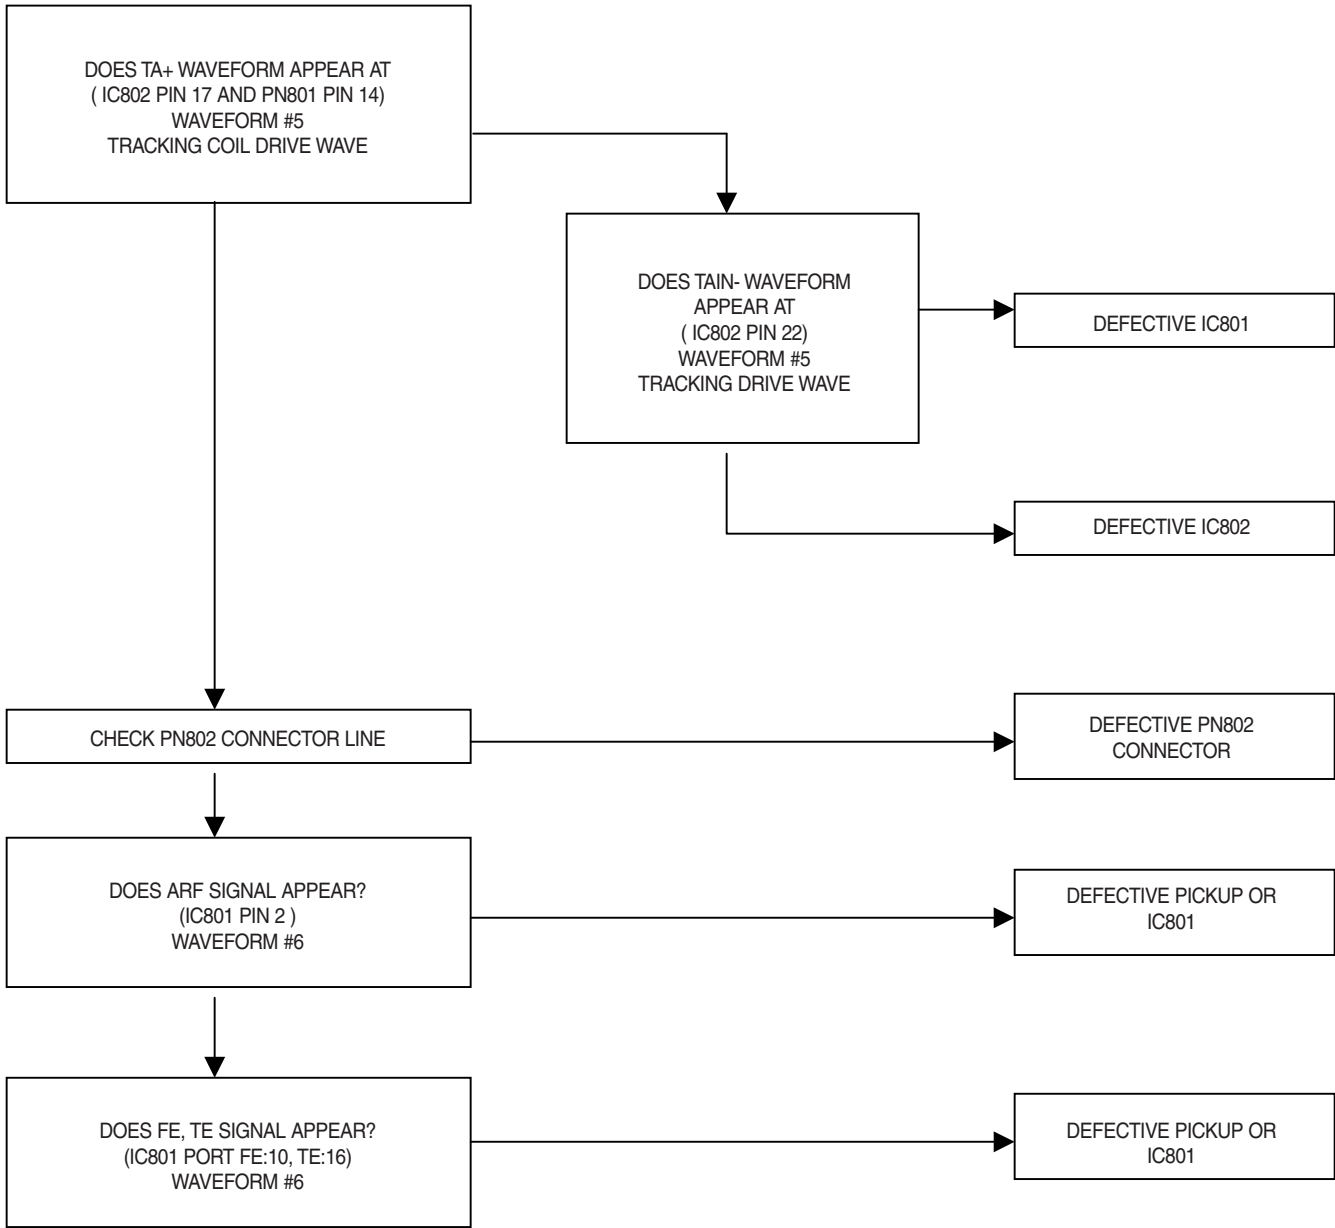 DOES TA+ WAVEFORM APPEAR AT
( IC802 PIN 17 AND PN801 PIN 14)
WAVEFORM #5
TRACKING COIL DRIVE WAVE
DOES TAIN- WAVEFORM
APPEAR AT
( IC802 PIN 22)
WAVEFORM #5
TRACKING DRIVE WAVE
DEFECTIVE IC801
DEFECTIVE IC802
CHECK PN802 CONNECTOR LINE
DEFECTIVE PN802
CONNECTOR
DOES ARF SIGNAL APPEAR?
(IC801 PIN 2 )
WAVEFORM #6
DEFECTIVE PICKUP OR
IC801
DOES FE, TE SIGNAL APPEAR?
(IC801 PORT FE:10, TE:16)
WAVEFORM #6
DEFECTIVE PICKUP OR
IC801